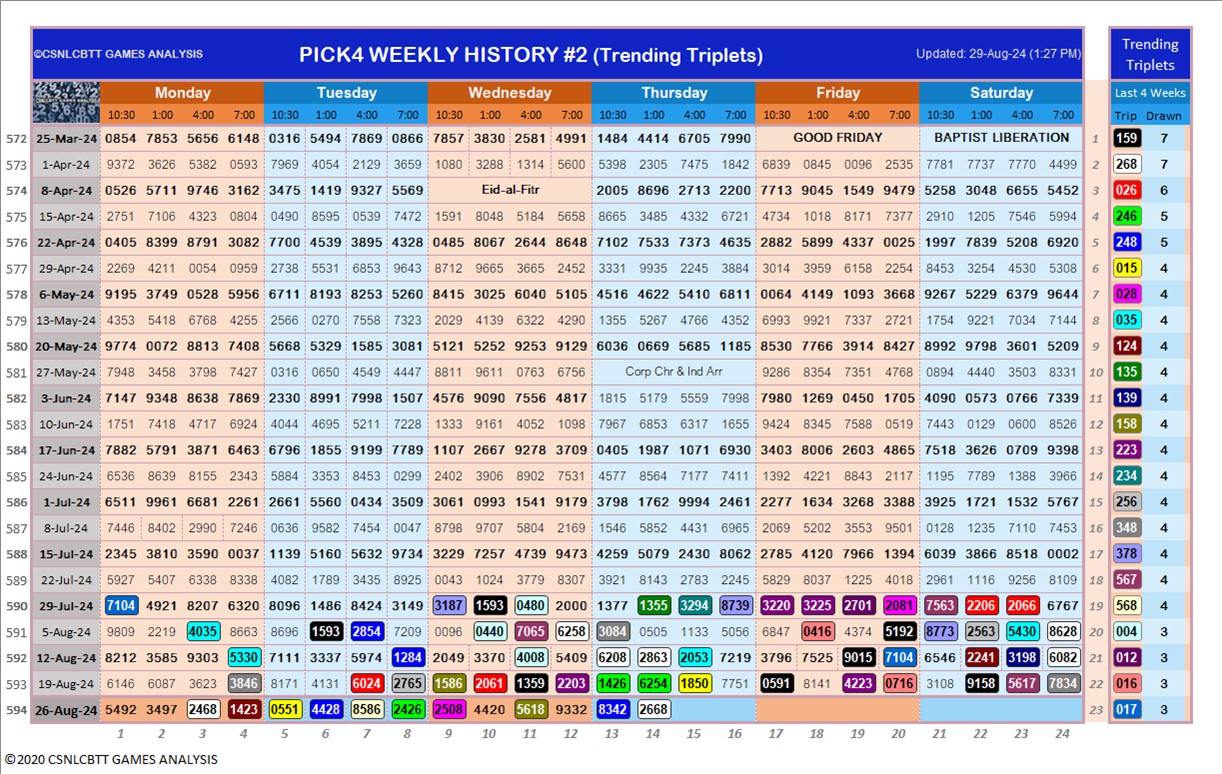 ©CSNLCBTT GAMES ANALYSIS PICK4 WEEKLY HISTORY #2 (Trending Triplets) Updated: 29-Aug-24 (1:27 PM) Trending Triplets
Monday Tuesday Wednesday Thursday Friday Saturday Last 4 Weeks
10:30 1:00 4:00 7:00 10:30 1:00 4:00 7:00 10:30 1:00 4:00 7:00 10:30 1:00 4:00 7:00 10:30 1:00 4:00 7:00 10:30 1:00 4:00 7:00 Trip Drawn
572 25-Mar-24 0854 7853 5656 6148 0316 5494 7869 0866 7857 3830 2581 4991 1484 4414 6705 7990 GOOD FRIDAY BAPTIST LIBERATION 1 159 7
573 1-Apr-24 9372 3626 5382 0593 7969 4054 2129 3659 1080 3288 1314 5600 5398 2305 7475 1842 6839 0845 0096 2535 7781 7737 7770 4499 2 268 7
574 8-Apr-24 0526 5711 9746 3162 3475 1419 9327 5569 Eid-al-Fitr 2005 8696 2713 2200 7713 9045 1549 9479 5258 3048 6655 5452 3 026 6
575 15-Apr-24 2751 7106 4323 0804 0490 8595 0539 7472 1591 8048 5184 5658 8665 3485 4332 6721 4734 1018 8171 7377 2910 1205 7546 5994 4 246 5
576 22-Apr-24 0405 8399 8791 3082 7700 4539 3895 4328 0485 8067 2644 8648 7102 7533 7373 4635 2882 5899 4337 0025 1997 7839 5208 6920 5 248 5
577 29-Apr-24 2269 4211 0054 0959 2738 5531 6853 9643 8712 9665 3665 2452 3331 9935 2245 3884 3014 3959 6158 2254 8453 3254 4530 5308 6 015 4
578 6-May-24 9195 3749 0528 5956 6711 8193 8253 5260 8415 3025 6040 5105 4516 4622 5410 6811 0064 4149 1093 3668 9267 5229 6379 9644 7 028 4
579 13-May-24 4353 5418 6768 4255 2566 0270 7558 7323 2029 4139 6322 4290 1355 5267 4766 4352 6993 9921 7337 2721 1754 9221 7034 7144 8 035 4
580 20-May-24 9774 0072 8813 7408 5668 5329 1585 3081 5121 5252 9253 9129 6036 0669 5685 1185 8530 7766 3914 8427 8992 9798 3601 5209 9 124 4
581 27-May-24 7948 3458 3798 7427 0316 0650 4549 4447 8811 9611 0763 6756 Corp Chr & Ind Arr 9286 8354 7351 4768 0894 4440 3503 8331 10 135 4
582 3-Jun-24 7147 9348 8638 7869 2330 8991 7998 1507 4576 9090 7556 4817 1815 5179 5559 7998 7980 1269 0450 1705 4090 0573 0766 7339 11 139 4
583 10-Jun-24 1751 7418 4717 6924 4044 4695 5211 7228 1333 9161 4052 1098 7967 6853 6317 1655 9424 8345 7588 0519 7443 0129 0600 8526 12 158 4
584 17-Jun-24 7882 5791 3871 6463 6796 1855 9199 7789 1107 2667 9278 3709 0405 1987 1071 6930 3403 8006 2603 4865 7518 3626 0709 9398 13 223 4
585 24-Jun-24 6536 8639 8155 2343 5884 3353 8453 0299 2402 3906 8902 7531 4577 8564 7177 7411 1392 4221 8843 2117 1195 7789 1388 3966 14 234 4
586 1-Jul-24 6511 9961 6681 2261 2661 5560 0434 3509 3061 0993 1541 9179 3798 1762 9994 2461 2277 1634 3268 3388 3925 1721 1532 5767 15 256 4
587 8-Jul-24 7446 8402 2990 7246 0636 9582 7454 0047 8798 9707 5804 2169 1546 5852 4431 6965 2069 5202 3553 9501 0128 1235 7110 7453 16 348 4
588 15-Jul-24 2345 3810 3590 0037 1139 5160 5632 9734 3229 7257 4739 9473 4259 5079 2430 8062 2785 4120 7966 1394 6039 3866 8518 0002 17 378 4
589 22-Jul-24 5927 5407 6338 8338 4082 1789 3435 8925 0043 1024 3779 8307 3921 8143 2783 2245 5829 8037 1225 4018 2961 1116 9256 8109 18 567 4
590 29-Jul-24 7104 4921 8207 6320 8096 1486 8424 3149 3187 1593 0480 2000 1377 1355 3294 8739 3220 3225 2701 2081 7563 2206 2066 6767 19 568 4
591 5-Aug-24 9809 2219 4035 8663 8696 1593 2854 7209 0096 0440 7065 6258 3084 0505 1133 5056 6847 0416 4374 5192 8773 2563 5430 8628 20 004 3
592 12-Aug-24 8212 3585 9303 5330 7111 3337 5974 1284 2049 3370 4008 5409 6208 2863 2053 7219 3796 7525 9015 7104 6546 2241 3198 6082 21 012 3
593 19-Aug-24 6146 6087 3623 3846 8171 4131 6024 2765 1586 2061 1359 2203 1426 6254 1850 7751 0591 8141 4223 0716 3108 9158 5617 7834 22 016 3
594 26-Aug-24 5492 3497 2468 1423 0551 4428 8586 2426 2508 4420 5618 9332 8342 2668 23 017 3
1 2 3 4 5 6 7 8 9 10 11 12 13 14 15 16 17 18 19 20 21 22 23 24
©2020 CSNLCBTT GAMES ANALYSIS